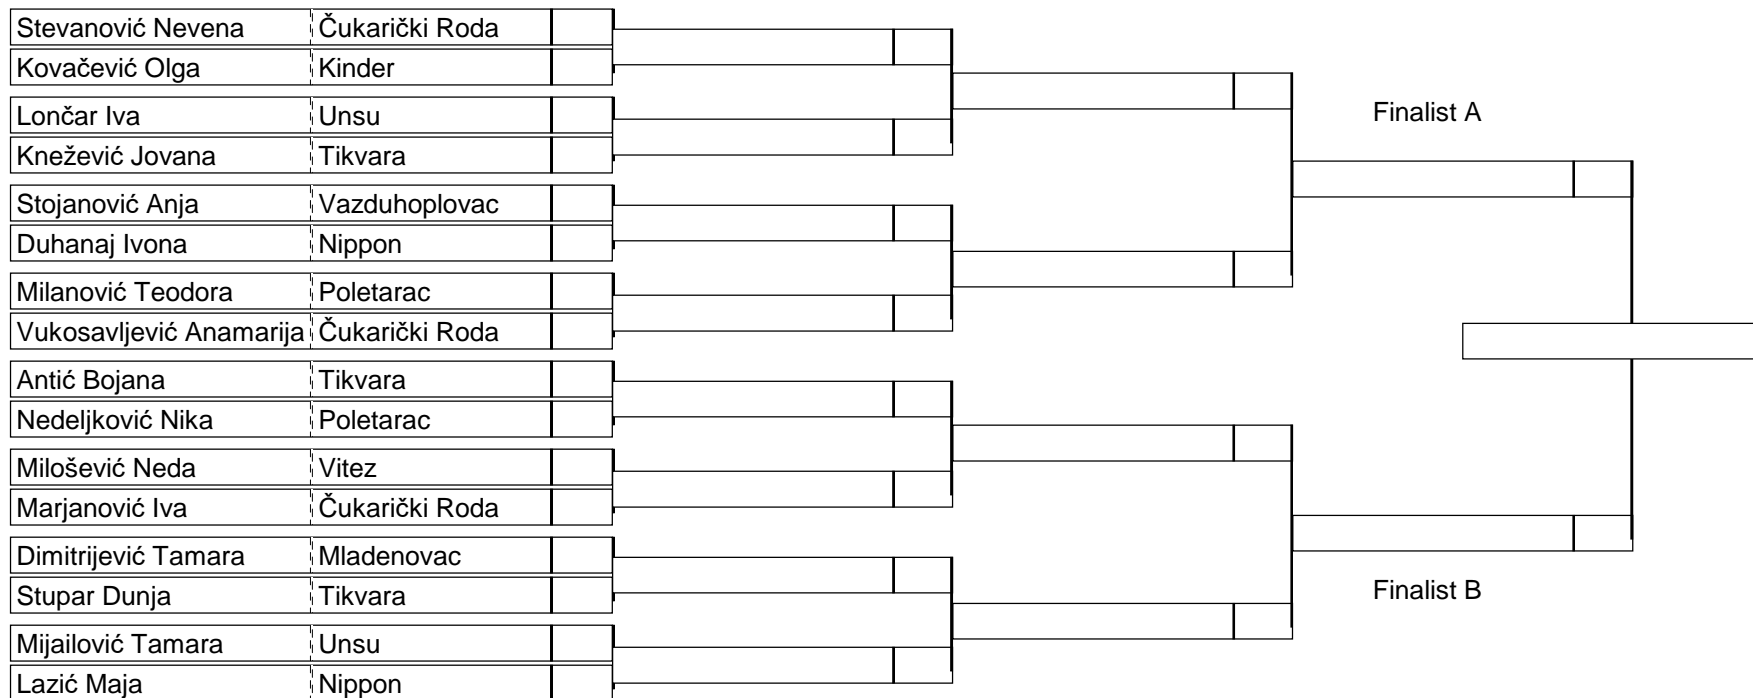 Stevanović Nevena Čukarički Roda
Kovačević Olga Kinder
Lončar Iva Unsu
Finalist A
Knežević Jovana Tikvara
Stojanović Anja Vazduhoplovac
Duhanaj Ivona Nippon
Milanović Teodora Poletarac
Vukosavljević Anamarija Čukarički Roda
Antić Bojana Tikvara
Nedeljković Nika Poletarac
Milošević Neda Vitez
Marjanović Iva Čukarički Roda
Dimitrijević Tamara Mladenovac
Stupar Dunja Tikvara
Finalist B
Mijailović Tamara Unsu
Lazić Maja Nippon